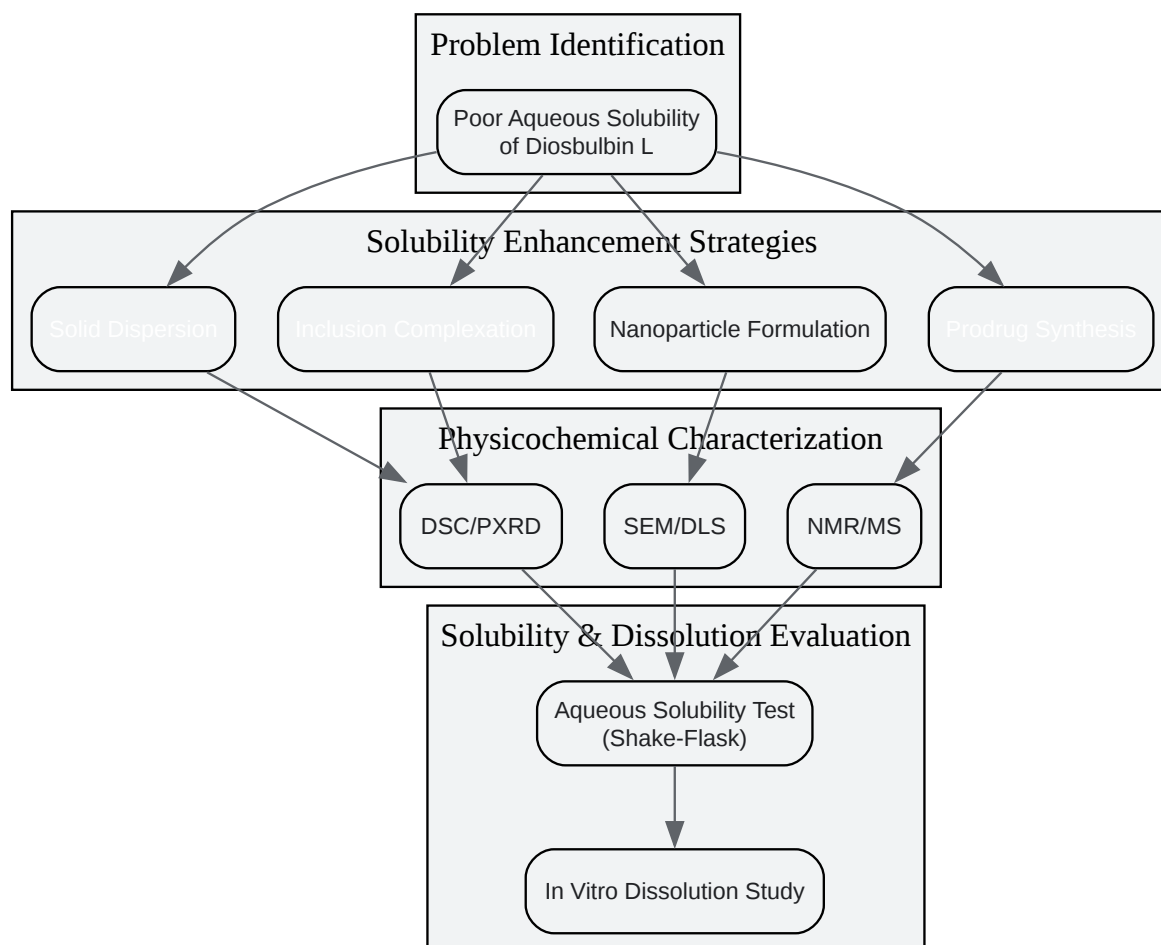 Problem Identification
Poor Aqueous Solubility
of Diosbulbin L
Solubility Enhancement Strategies
Solid Dispersion
Inclusion Complexation
Nanoparticle Formulation
Prodrug Synthesis
Physicochemical Characterization
DSC/PXRD
SEM/DLS
NMR/MS
Solubility & Dissolution Evaluation
Aqueous Solubility Test
(Shake-Flask)
In Vitro Dissolution Study